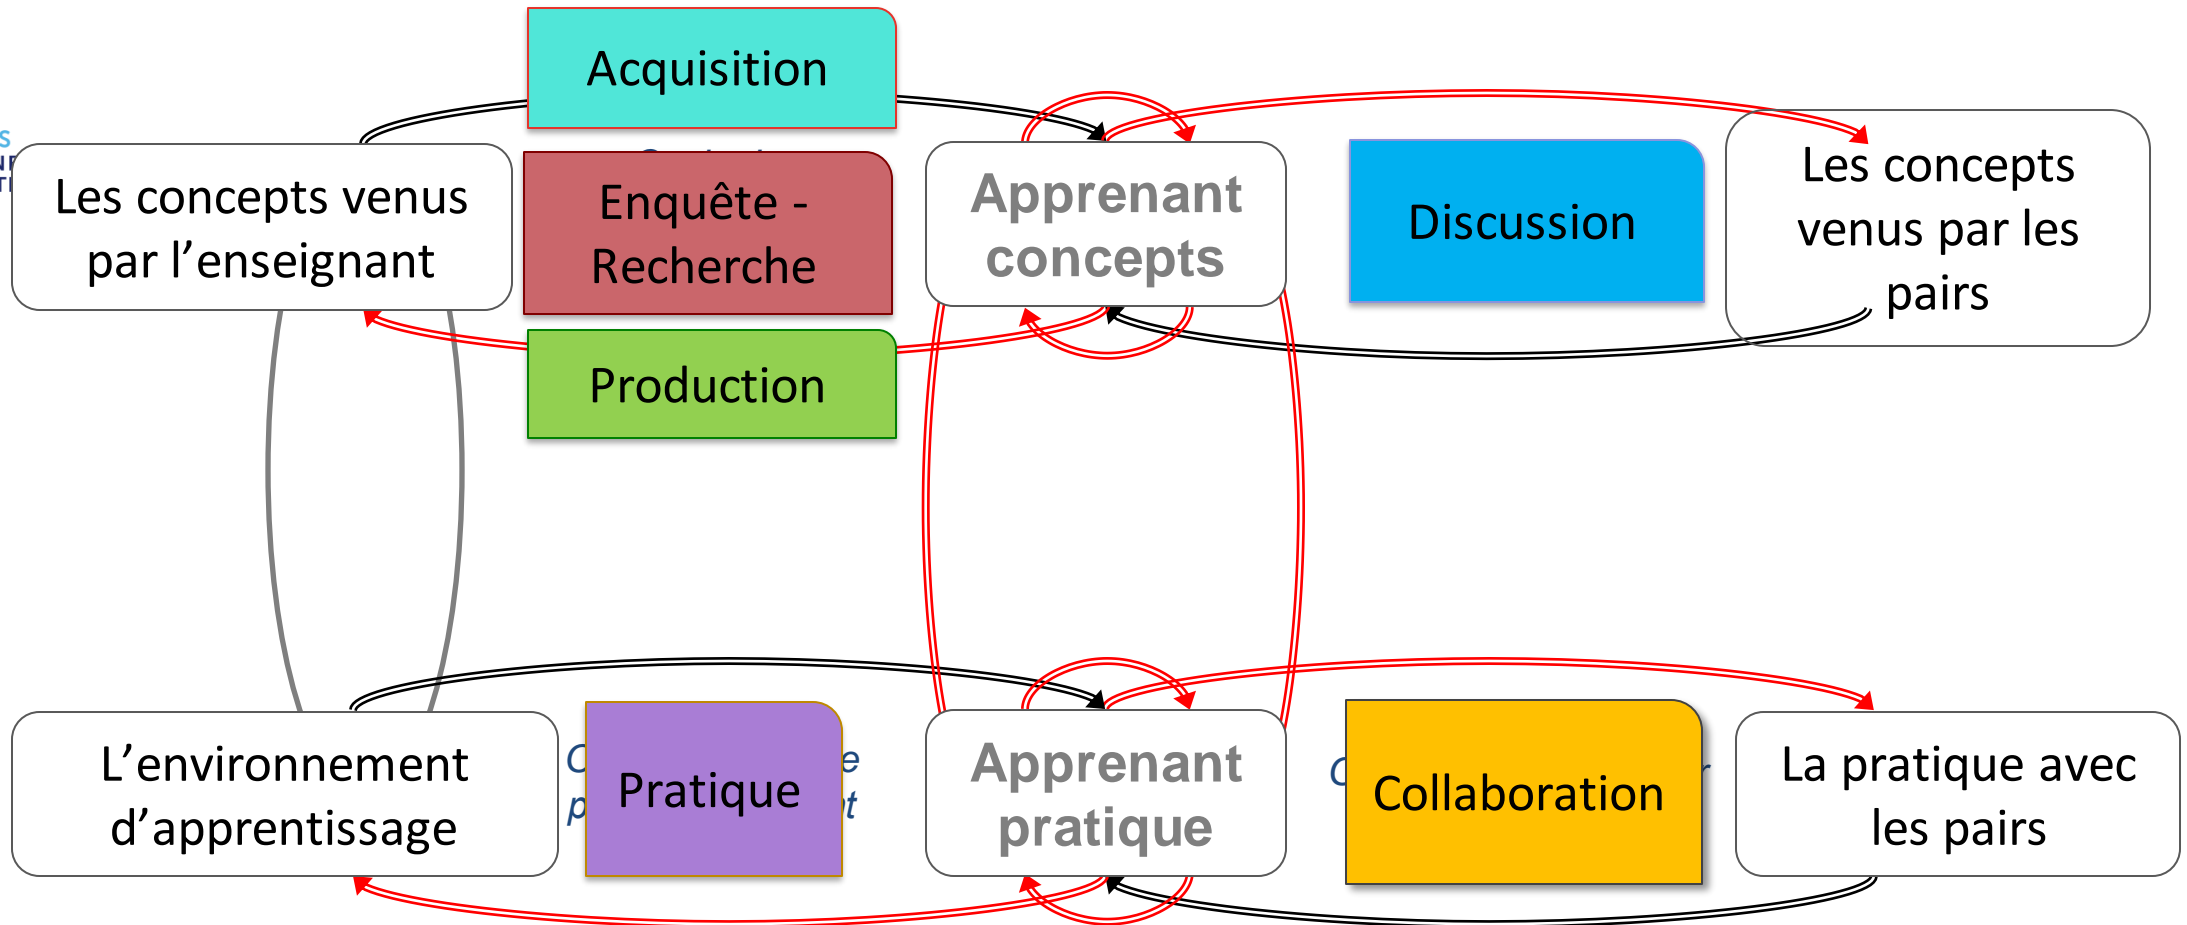 Acquisition
Les concepts venus
par l’enseignant
Enquête -
Recherche
Production
Apprenant
concepts
Discussion
Les concepts
venus par les
pairs
L’environnement
d’apprentissage
Pratique
Apprenant
pratique
Collaboration
La pratique avec
les pairs